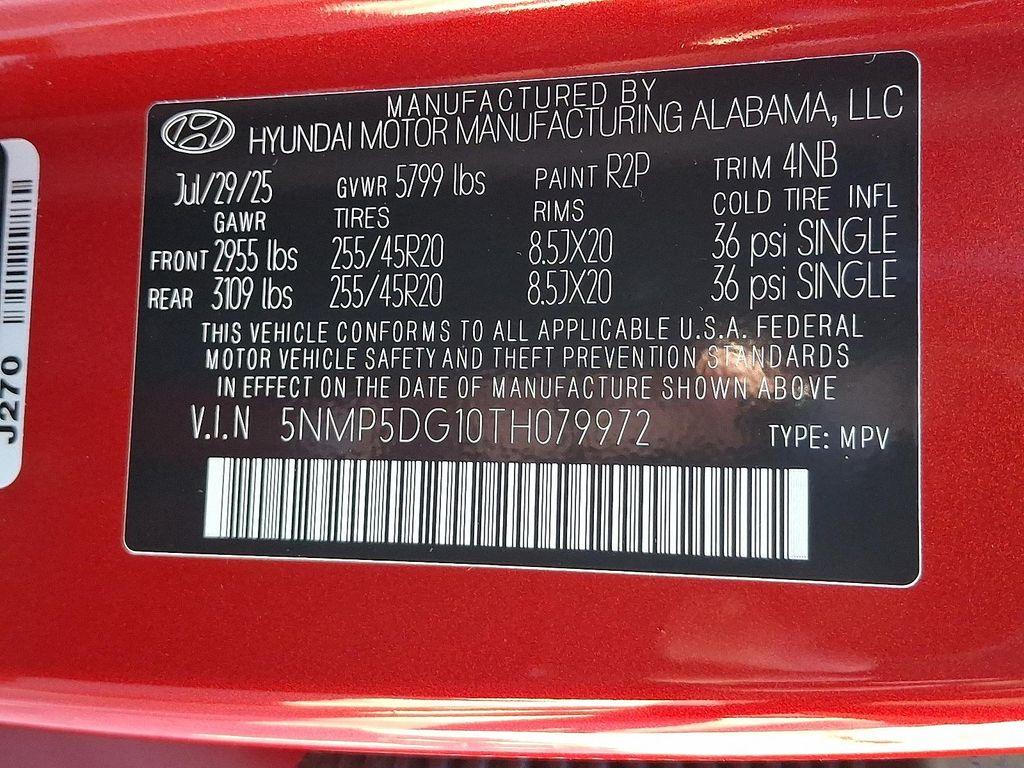 MANUFACTURED BY
HYUNDAI MOTOR MANUFACTURING ALABAMA, LLC
Jul/29/25 GVWR 5799 lbs PAINT R2P TRIM 4NB
GAWR TIRES RIMS COLD TIRE INFL
FRONT 2955 lbs 255/45R20 8.5JX20 36 psi SINGLE
REAR 3109 lbs 255/45R20 8.5JX20 36 psi SINGLE
THIS VEHICLE CONFORMS TO ALL APPLICABLE U.S.A. FEDERAL
MOTOR VEHICLE SAFETY AND THEFT PREVENTION STANDARDS
IN EFFECT ON THE DATE OF MANUFACTURE SHOWN ABOVE
V.I.N 5NMP5DG10TH079972 TYPE: MPV
J270